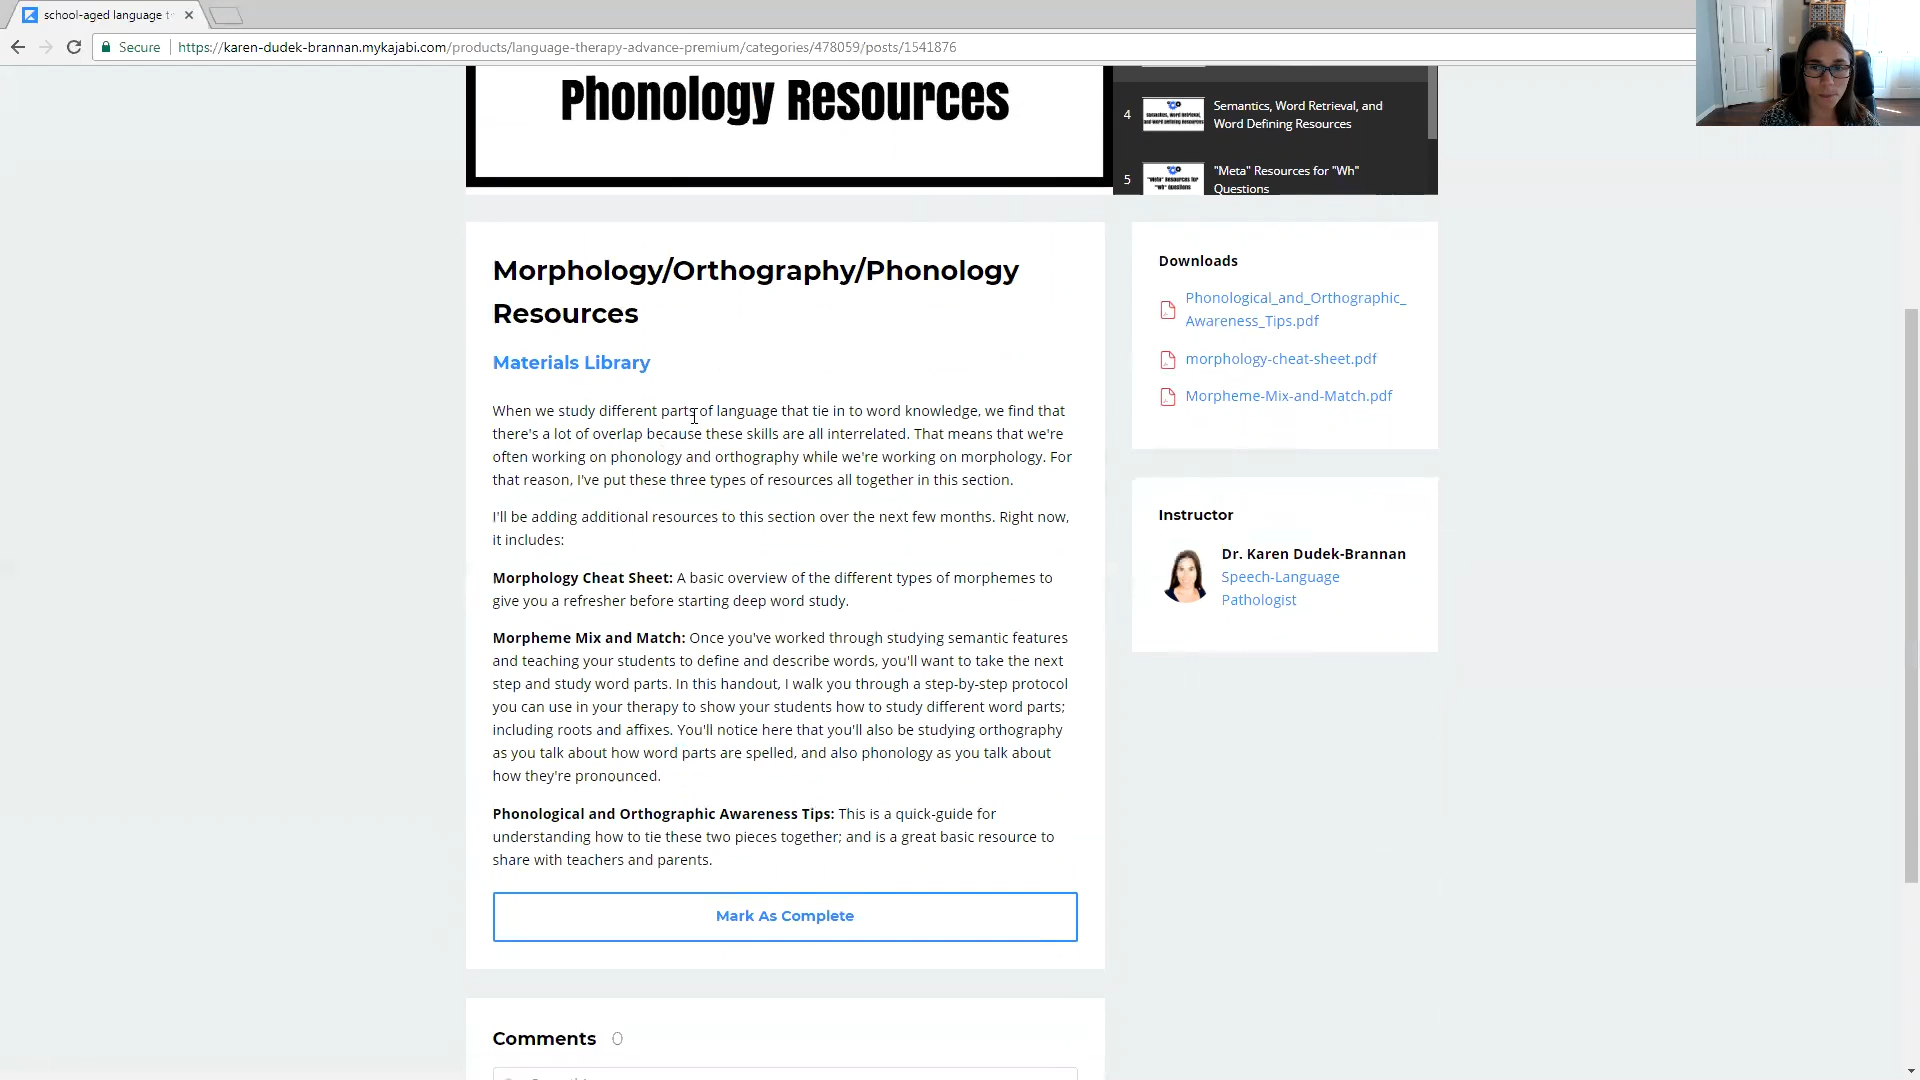 school-aged language t
Secure
https://karen-dudek-brannan.mykajabi.com/products/language-therapy-advance-premium/categories/478059/posts/1541876
Phonology Resources
4
Semantics, Word Retrieval, and
Word Defining Resources
5
"Meta" Resources for "Wh"
Questions
Morphology/Orthography/Phonology
Resources
Materials Library
When we study different parts of language that tie in to word knowledge, we find that
there's a lot of overlap because these skills are all interrelated. That means that we're
often working on phonology and orthography while we're working on morphology. For
that reason, I've put these three types of resources all together in this section.
I'll be adding additional resources to this section over the next few months. Right now,
it includes:
Morphology Cheat Sheet: A basic overview of the different types of morphemes to
give you a refresher before starting deep word study.
Morpheme Mix and Match: Once you've worked through studying semantic features
and teaching your students to define and describe words, you'll want to take the next
step and study word parts. In this handout, I walk you through a step-by-step protocol
you can use in your therapy to show your students how to study different word parts;
including roots and affixes. You'll notice here that you'll also be studying orthography
as you talk about how word parts are spelled, and also phonology as you talk about
how they're pronounced.
Phonological and Orthographic Awareness Tips: This is a quick-guide for
understanding how to tie these two pieces together; and is a great basic resource to
share with teachers and parents.
Mark As Complete
Comments 0
Downloads
Phonological_and_Orthographic_
Awareness_Tips.pdf
morphology-cheat-sheet.pdf
Morpheme-Mix-and-Match.pdf
Instructor
Dr. Karen Dudek-Brannan
Speech-Language
Pathologist